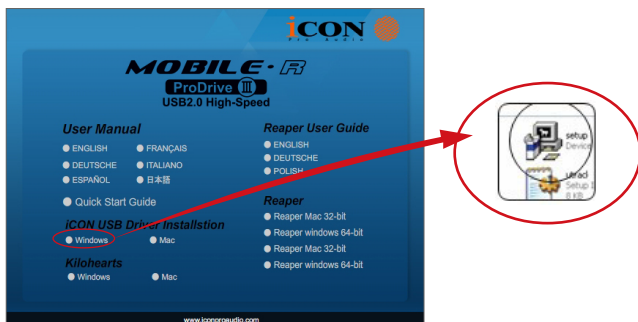 iCON
Pro Audio
MOBILE·R
ProDrive III
USB2.0 High-Speed
User Manual
ENGLISH
FRANÇAIS
DEUTSCHE
ITALIANO
ESPAÑOL
日本語
Quick Start Guide
iCON USB Driver Installstion
Windows
Mac
Kilohearts
Windows
Mac
Reaper User Guide
ENGLISH
DEUTSCHE
POLISH
Reaper
Reaper Mac 32-bit
Reaper windows 64-bit
Reaper Mac 32-bit
Reaper windows 64-bit
www.iconproaudio.com
setup
Device
utracl
Setup I
6 KB